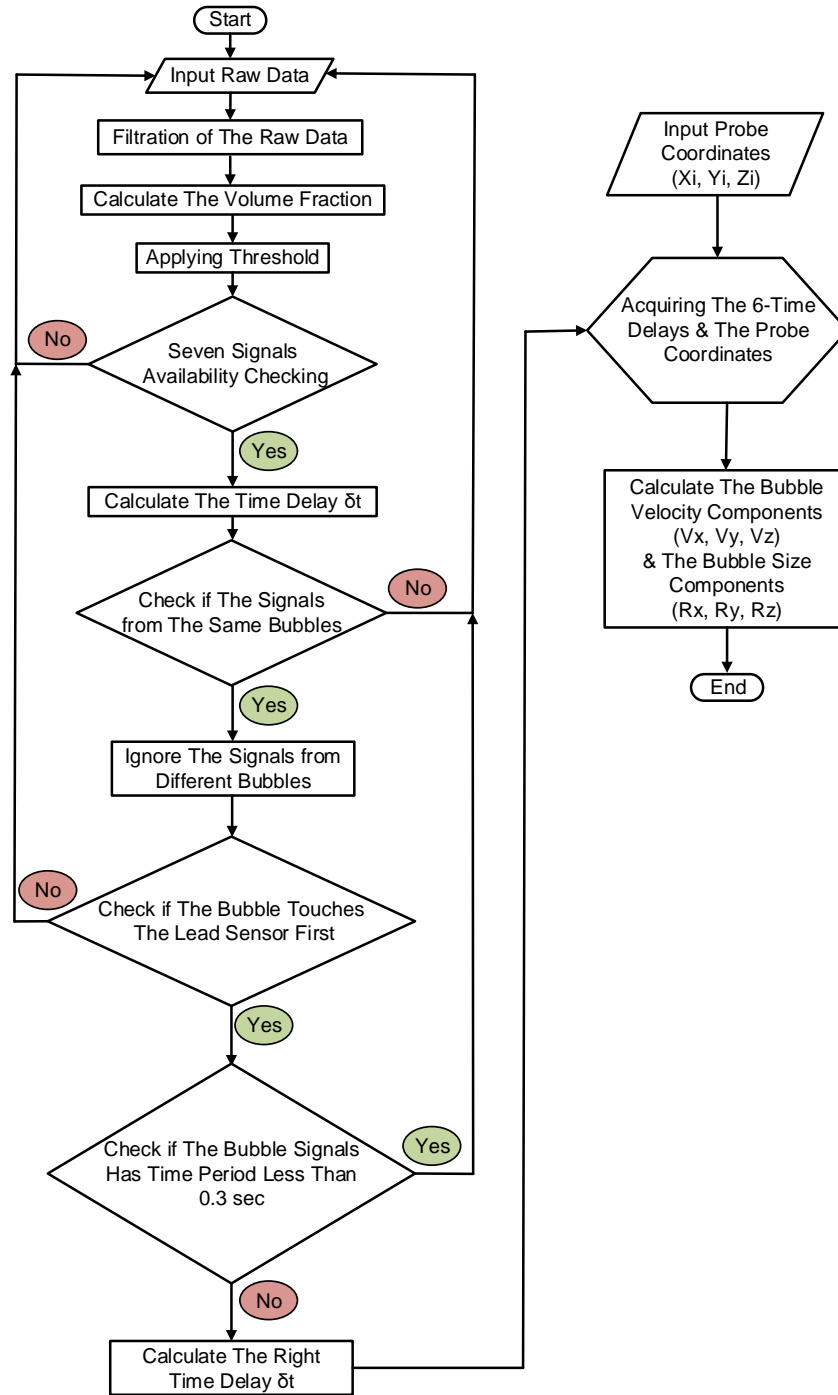 Start
Input Raw Data
Filtration of The Raw Data
Calculate The Volume Fraction
Applying Threshold
No
Seven Signals
Availability Checking
Yes
Calculate The Time Delay δt
Check if The Signals
from The Same Bubbles
No
Yes
Ignore The Signals from
Different Bubbles
No
Check if The Bubble Touches
The Lead Sensor First
Yes
Check if The Bubble Signals
Has Time Period Less Than
0.3 sec
Yes
No
Calculate The Right
Time Delay δt
Input Probe
Coordinates
(Xi, Yi, Zi)
Acquiring The 6-Time
Delays & The Probe
Coordinates
Calculate The Bubble
Velocity Components
(Vx, Vy, Vz)
& The Bubble Size
Components
(Rx, Ry, Rz)
End